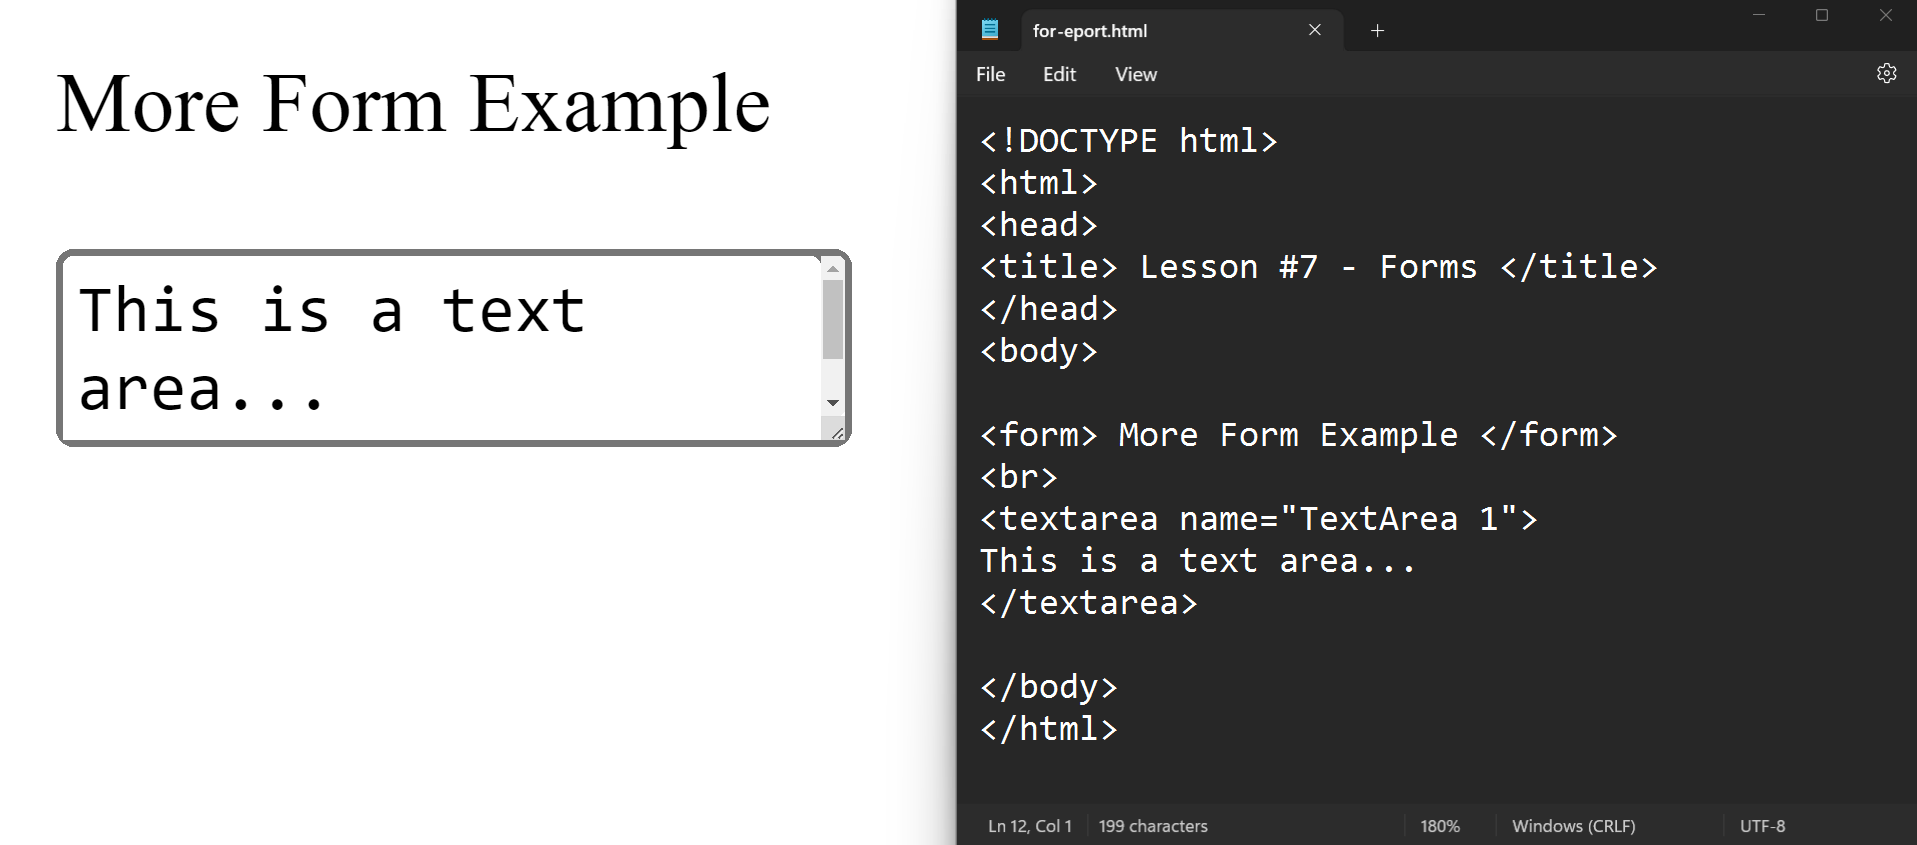 More Form Example
This is a text
area...
for-eport.html
File Edit View
<!DOCTYPE html>
<html>
<head>
<title> Lesson #7 - Forms </title>
</head>
<body>
<form> More Form Example </form>
<br>
<textarea name="TextArea 1">
This is a text area...
</textarea>
</body>
</html>
Ln 12, Col 1 199 characters 180% Windows (CRLF) UTF-8